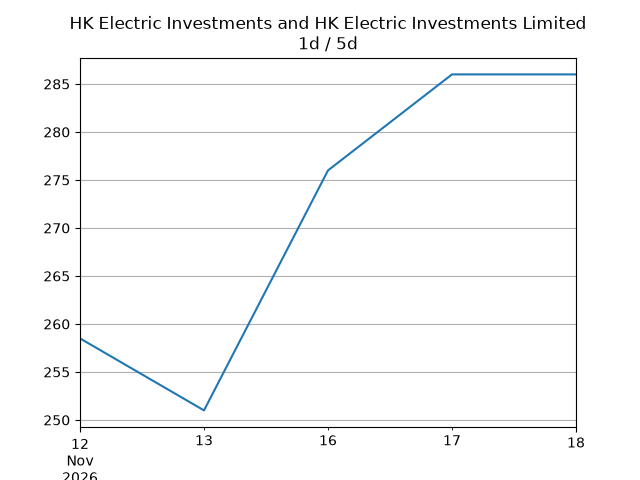 HK Electric Investments and HK Electric Investments Limited
1d / 5d
285
280
275
270
265
260
255
250
12 13 16 17 18
Nov
2026